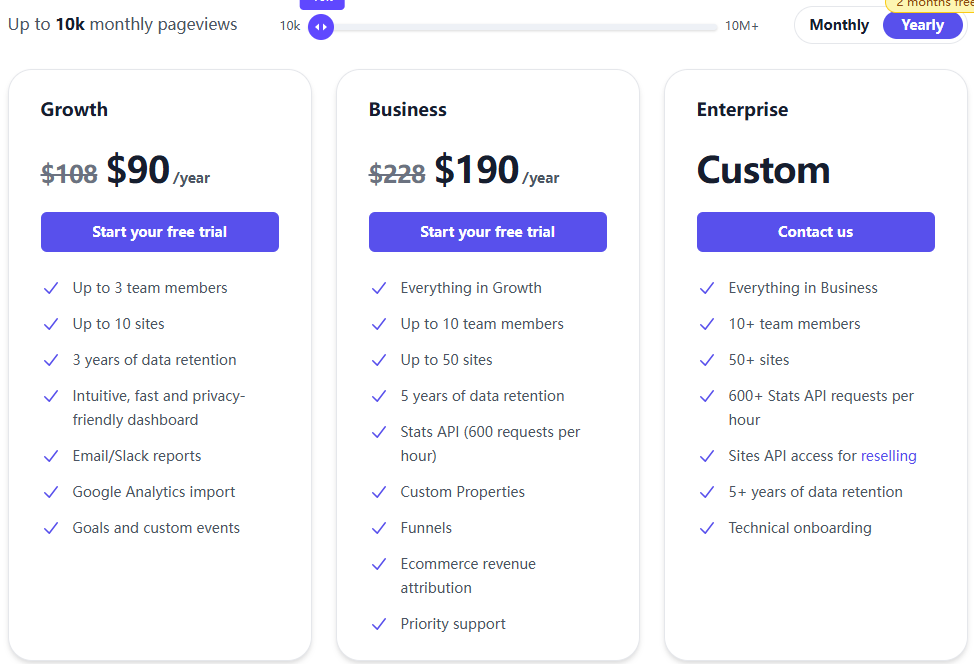 2 months free
Up to 10k monthly pageviews
10k
10M+
Monthly
Yearly
Growth
$108 $90 /year
Start your free trial
Up to 3 team members
Up to 10 sites
3 years of data retention
Intuitive, fast and privacy-
friendly dashboard
Email/Slack reports
Google Analytics import
Goals and custom events
Business
$228 $190 /year
Start your free trial
Everything in Growth
Up to 10 team members
Up to 50 sites
5 years of data retention
Stats API (600 requests per
hour)
Custom Properties
Funnels
Ecommerce revenue
attribution
Priority support
Enterprise
Custom
Contact us
Everything in Business
10+ team members
50+ sites
600+ Stats API requests per
hour
Sites API access for reselling
5+ years of data retention
Technical onboarding